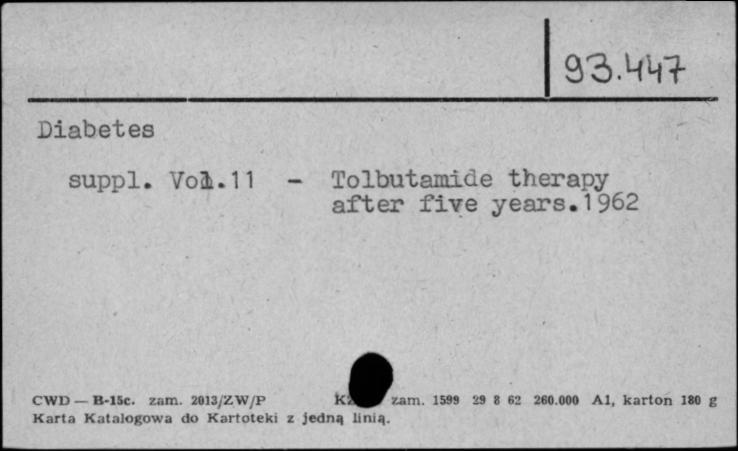 93.447
Diabetes
suppl. Vol.11 - Tolbutamide therapy
after five years.1962
CWD — B-15c. zam. 2013/ZW/P zam. 1599 29 8 62 260.000 A1, karton 180 g
Karta Katalogowa do Kartoteki z jedną linią.